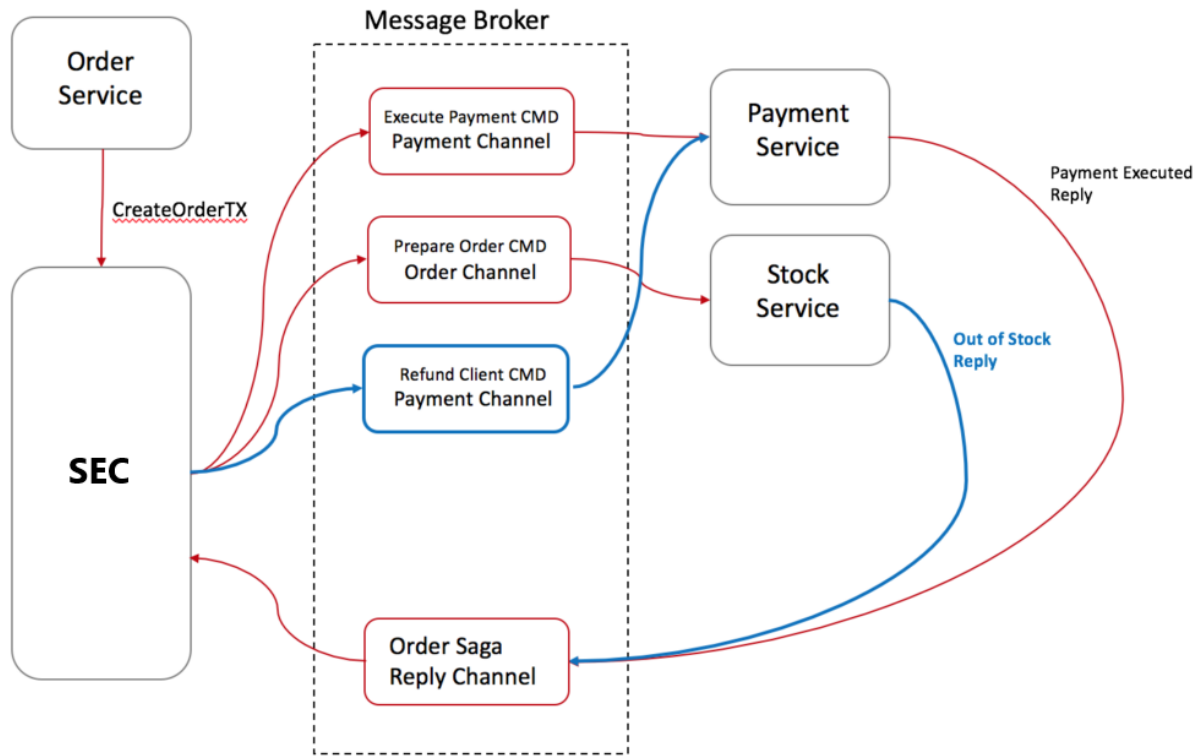 Message Broker
Order
Service
Execute Payment CMD
Payment Channel
Payment
Service
Payment Executed
Reply
CreateOrderTX
Prepare Order CMD
Order Channel
Stock
Service
Out of Stock
Reply
Refund Client CMD
Payment Channel
SEC
Order Saga
Reply Channel